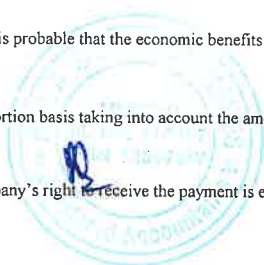 is probable that the economic benefits
rtion basis taking into account the am
any's right to receive the payment is e